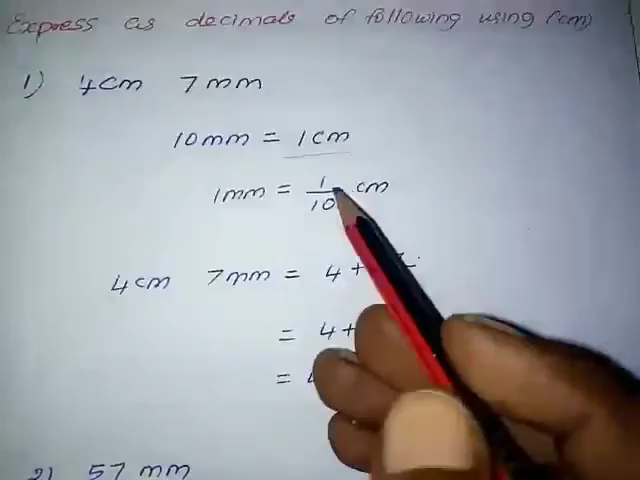 Express as decimals of following using (cm)
1) 4cm 7mm
10mm = 1cm
1mm = 1/10 cm
4cm 7mm = 4 +
= 4 +
=
2) 57 mm